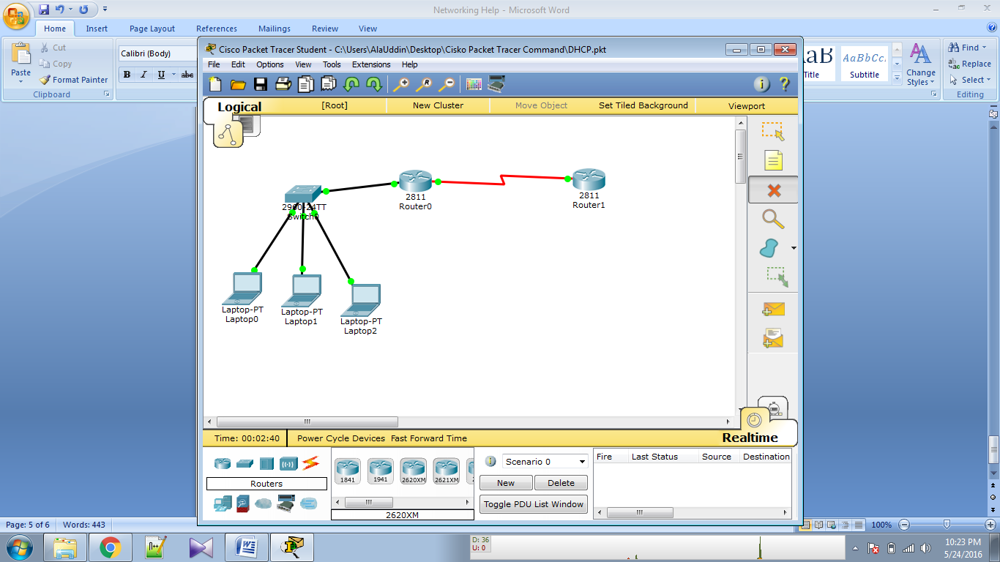 Networking Help - Microsoft Word
Home Insert Page Layout References Mailings Review View
Paste
Cut
Copy
Format Painter
Clipboard
Calibri (Body)
B I U abc
Title
AaBbCc.
Subtitle
Change Styles
Find
Replace
Select
Editing
Cisco Packet Tracer Student - C:\Users\AlaUddin\Desktop\Cisko Packet Tracer Command\DHCP.pkt
File Edit Options View Tools Extensions Help
Logical [Root] New Cluster Move Object Set Tiled Background Viewport
2811
Router0
2811
Router1
2960-24TT
Switch0
Laptop-PT
Laptop0
Laptop-PT
Laptop1
Laptop-PT
Laptop2
Time: 00:02:40 Power Cycle Devices Fast Forward Time Realtime
Routers
1841 1941 2620XM 2621XM
2620XM
Scenario 0
New Delete
Toggle PDU List Window
Fire Last Status Source Destination
Page: 5 of 6 Words: 443
100%
D: 36
U: 0
10:23 PM
5/24/2016